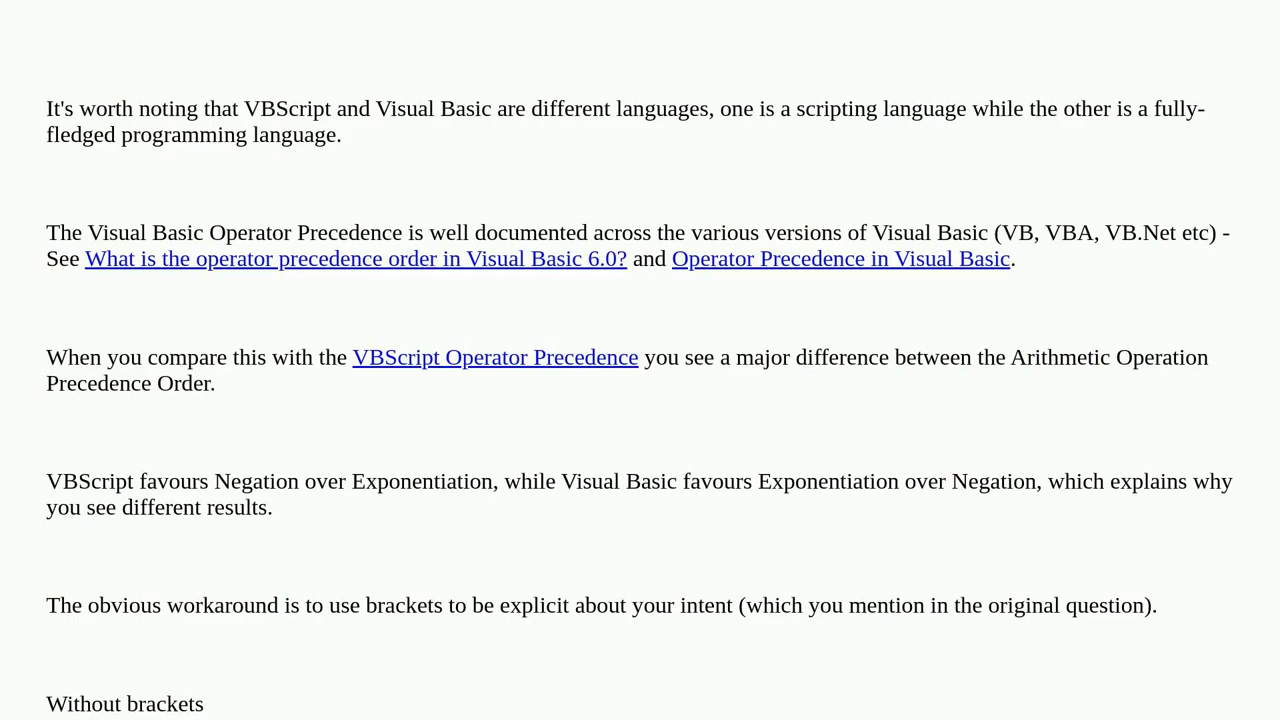 It's worth noting that VBScript and Visual Basic are different languages, one is a scripting language while the other is a fully-
fledged programming language.
The Visual Basic Operator Precedence is well documented across the various versions of Visual Basic (VB, VBA, VB.Net etc) -
See What is the operator precedence order in Visual Basic 6.0? and Operator Precedence in Visual Basic.
When you compare this with the VBScript Operator Precedence you see a major difference between the Arithmetic Operation
Precedence Order.
VBScript favours Negation over Exponentiation, while Visual Basic favours Exponentiation over Negation, which explains why
you see different results.
The obvious workaround is to use brackets to be explicit about your intent (which you mention in the original question).
Without brackets